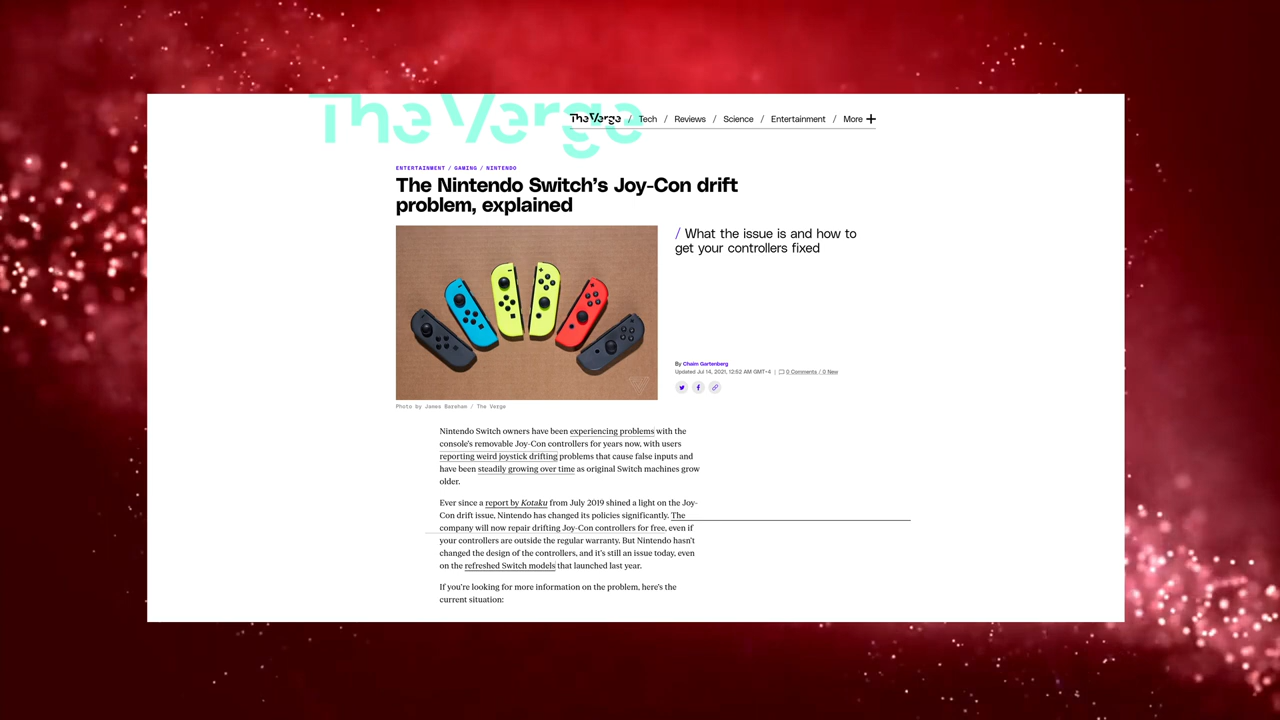 The Verge
The Verge / Tech / Reviews / Science / Entertainment / More
ENTERTAINMENT / GAMING / NINTENDO
The Nintendo Switch’s Joy-Con drift
problem, explained
/ What the issue is and how to
get your controllers fixed
By Chaim Gartenberg
Updated Jul 14, 2021, 12:52 AM GMT+4 | 0 Comments / 0 New
Photo by James Bareham / The Verge
Nintendo Switch owners have been experiencing problems with the
console’s removable Joy-Con controllers for years now, with users
reporting weird joystick drifting problems that cause false inputs and
have been steadily growing over time as original Switch machines grow
older.
Ever since a report by Kotaku from July 2019 shined a light on the Joy-
Con drift issue, Nintendo has changed its policies significantly. The
company will now repair drifting Joy-Con controllers for free, even if
your controllers are outside the regular warranty. But Nintendo hasn’t
changed the design of the controllers, and it’s still an issue today, even
on the refreshed Switch models that launched last year.
If you’re looking for more information on the problem, here’s the
current situation: